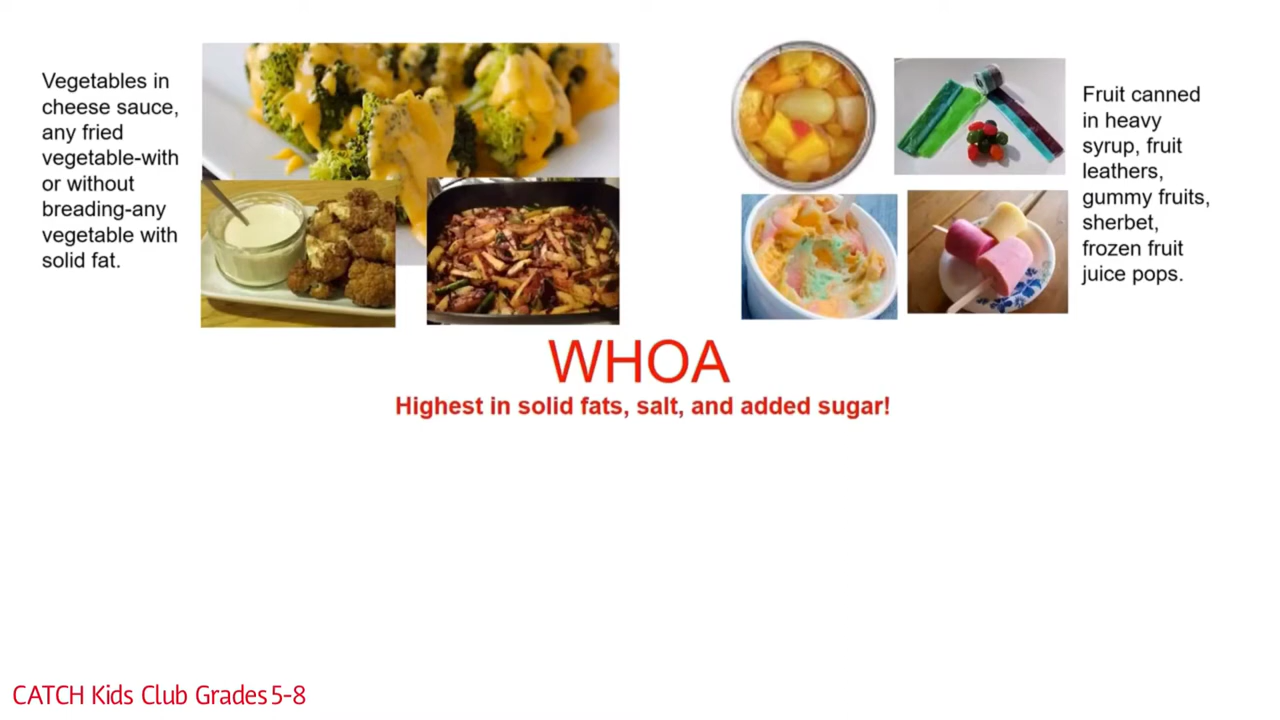 Vegetables in
cheese sauce,
any fried
vegetable-with
or without
breading-any
vegetable with
solid fat.
Fruit canned
in heavy
syrup, fruit
leathers,
gummy fruits,
sherbet,
frozen fruit
juice pops.
WHOA
Highest in solid fats, salt, and added sugar!
CATCH Kids Club Grades 5-8